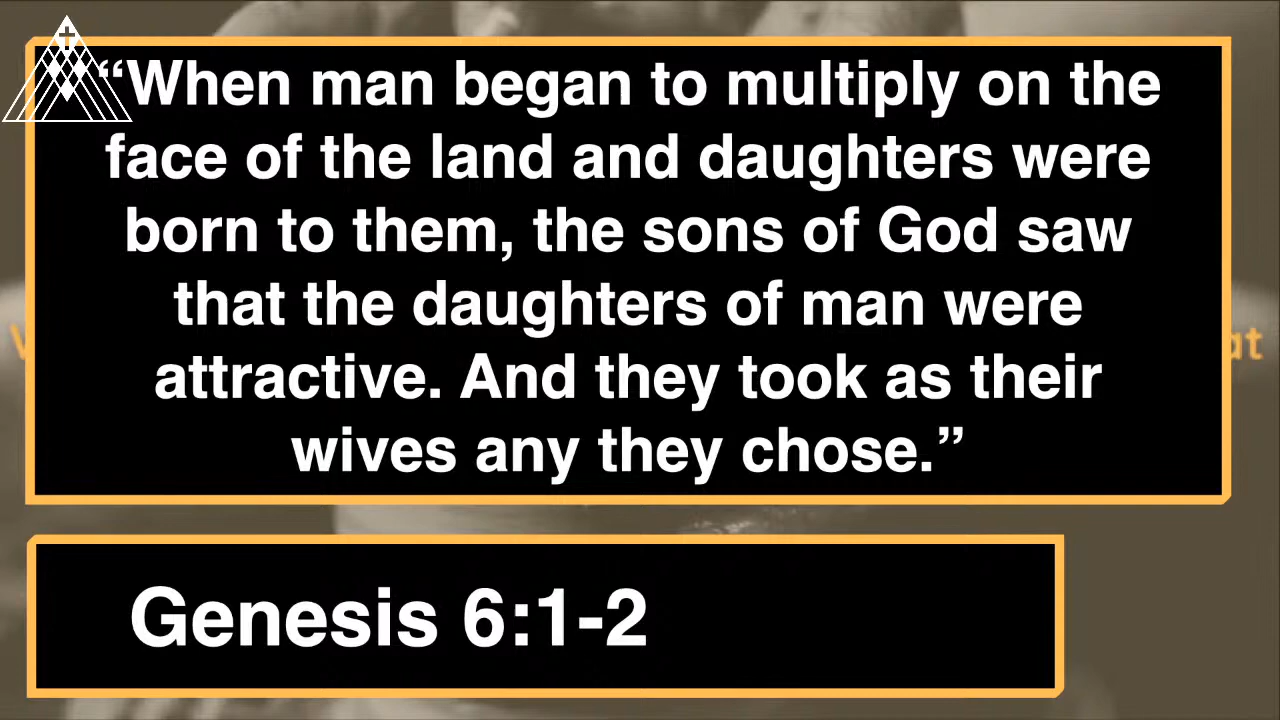 “When man began to multiply on the
face of the land and daughters were
born to them, the sons of God saw
that the daughters of man were
attractive. And they took as their
wives any they chose.”
Genesis 6:1-2